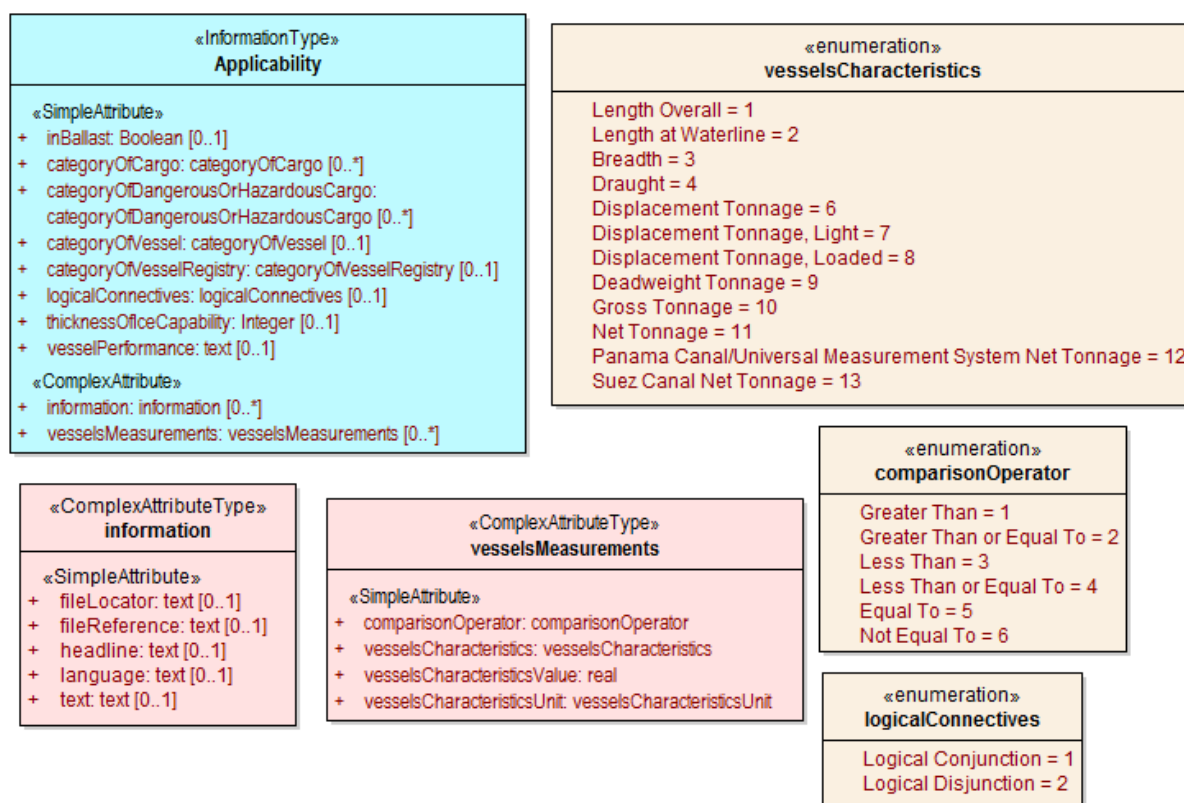 «InformationType»
Applicability
«SimpleAttribute»
+ inBallast: Boolean [0..1]
+ categoryOfCargo: categoryOfCargo [0..*]
+ categoryOfDangerousOrHazardousCargo:
categoryOfDangerousOrHazardousCargo [0..*]
+ categoryOfVessel: categoryOfVessel [0..1]
+ categoryOfVesselRegistry: categoryOfVesselRegistry [0..1]
+ logicalConnectives: logicalConnectives [0..1]
+ thicknessOfIceCapability: Integer [0..1]
+ vesselPerformance: text [0..1]
«ComplexAttribute»
+ information: information [0..*]
+ vesselsMeasurements: vesselsMeasurements [0..*]
«enumeration»
vesselsCharacteristics
Length Overall = 1
Length at Waterline = 2
Breadth = 3
Draught = 4
Displacement Tonnage = 6
Displacement Tonnage, Light = 7
Displacement Tonnage, Loaded = 8
Deadweight Tonnage = 9
Gross Tonnage = 10
Net Tonnage = 11
Panama Canal/Universal Measurement System Net Tonnage = 12
Suez Canal Net Tonnage = 13
«ComplexAttributeType»
information
«SimpleAttribute»
+ fileLocator: text [0..1]
+ fileReference: text [0..1]
+ headline: text [0..1]
+ language: text [0..1]
+ text: text [0..1]
«ComplexAttributeType»
vesselsMeasurements
«SimpleAttribute»
+ comparisonOperator: comparisonOperator
+ vesselsCharacteristics: vesselsCharacteristics
+ vesselsCharacteristicsValue: real
+ vesselsCharacteristicsUnit: vesselsCharacteristicsUnit
«enumeration»
comparisonOperator
Greater Than = 1
Greater Than or Equal To = 2
Less Than = 3
Less Than or Equal To = 4
Equal To = 5
Not Equal To = 6
«enumeration»
logicalConnectives
Logical Conjunction = 1
Logical Disjunction = 2